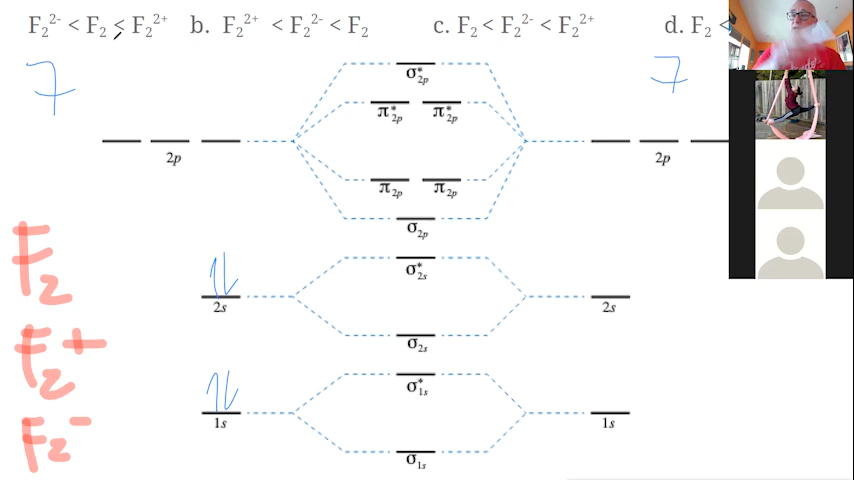 F₂²⁻ < F₂ < F₂²⁺ b. F₂²⁺ < F₂²⁻ < F₂ c. F₂ < F₂²⁻ < F₂²⁺ d. F₂ <
7 7
σ*₂p
π*₂p π*₂p
2p 2p
π₂p π₂p
σ₂p
F₂
σ*₂s
2s 2s
σ₂s
F₂⁺
σ*₁s
1s 1s
F₂⁻
σ₁s